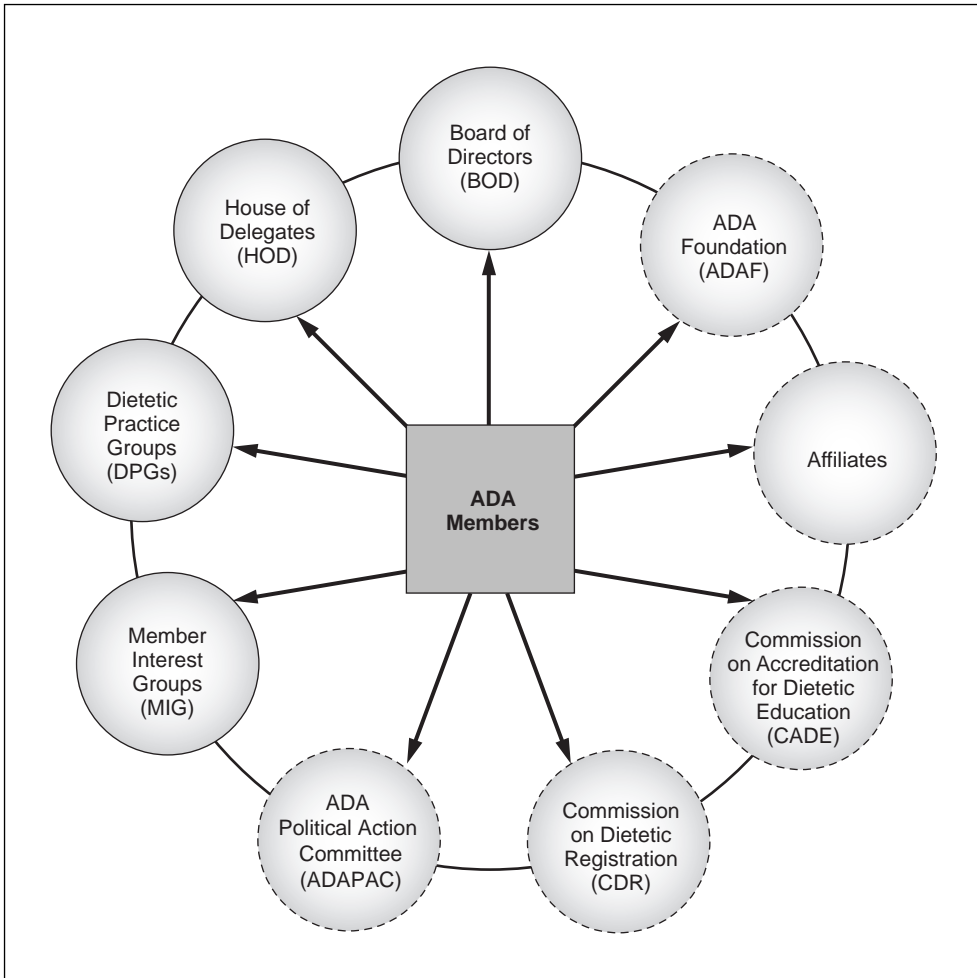 Board of
Directors
(BOD)
ADA
Foundation
(ADAF)
Affiliates
Commission
on Accreditation
for Dietetic
Education
(CADE)
Commission
on Dietetic
Registration
(CDR)
ADA
Political Action
Committee
(ADAPAC)
Member
Interest
Groups
(MIG)
Dietetic
Practice
Groups
(DPGs)
House of
Delegates
(HOD)
ADA
Members